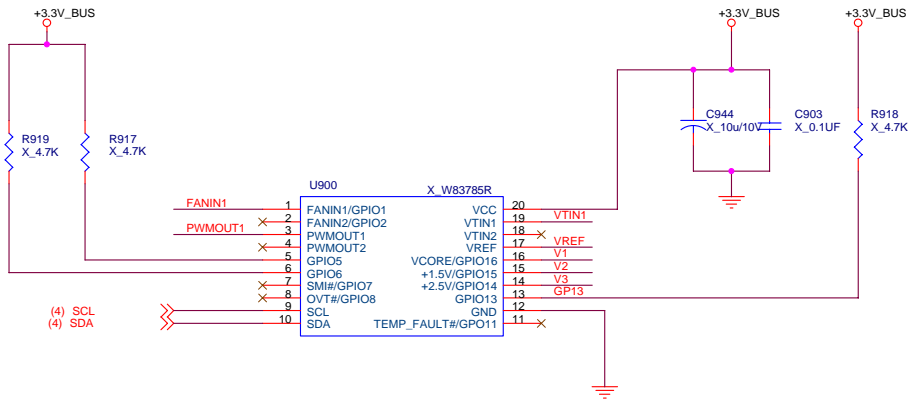 +3.3V_BUS
+3.3V_BUS
+3.3V_BUS
R919
X_4.7K
R917
X_4.7K
C944
X_10u/10V
C903
X_0.1UF
R918
X_4.7K
U900
X_W83785R
FANIN1
1
FANIN1/GPIO1
2
FANIN2/GPIO2
PWMOUT1
3
PWMOUT1
4
PWMOUT2
5
GPIO5
6
GPIO6
7
SMI#/GPIO7
8
OVT#/GPIO8
(4) SCL
9
SCL
(4) SDA
10
SDA
VCC
20
VTIN1
19
VTIN1
VTIN2
18
VREF
17
VREF
VCORE/GPIO16
16
V1
+1.5V/GPIO15
15
V2
+2.5V/GPIO14
14
V3
GPIO13
13
GP13
GND
12
TEMP_FAULT#/GPO11
11